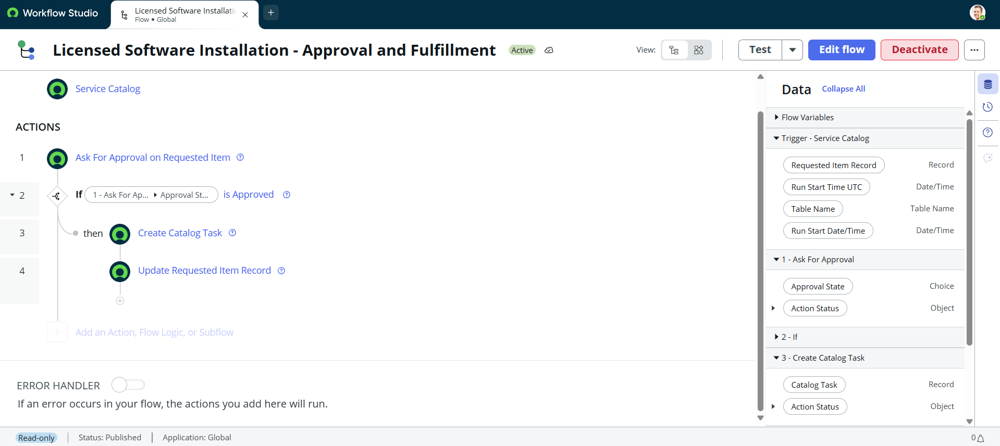 Workflow Studio
Licensed Software Installati
Flow • Global
Licensed Software Installation - Approval and Fulfillment
Active
View:
Test
Edit flow
Deactivate
Service Catalog
ACTIONS
1
Ask For Approval on Requested Item
2
If 1 - Ask For Ap... Approval St... is Approved
3
then Create Catalog Task
4
Update Requested Item Record
Add an Action, Flow Logic, or Subflow
ERROR HANDLER
If an error occurs in your flow, the actions you add here will run.
Data Collapse All
Flow Variables
Trigger - Service Catalog
Requested Item Record Record
Run Start Time UTC Date/Time
Table Name Table Name
Run Start Date/Time Date/Time
1 - Ask For Approval
Approval State Choice
Action Status Object
2 - If
3 - Create Catalog Task
Catalog Task Record
Action Status Object
Read-only
Status: Published
Application: Global
0